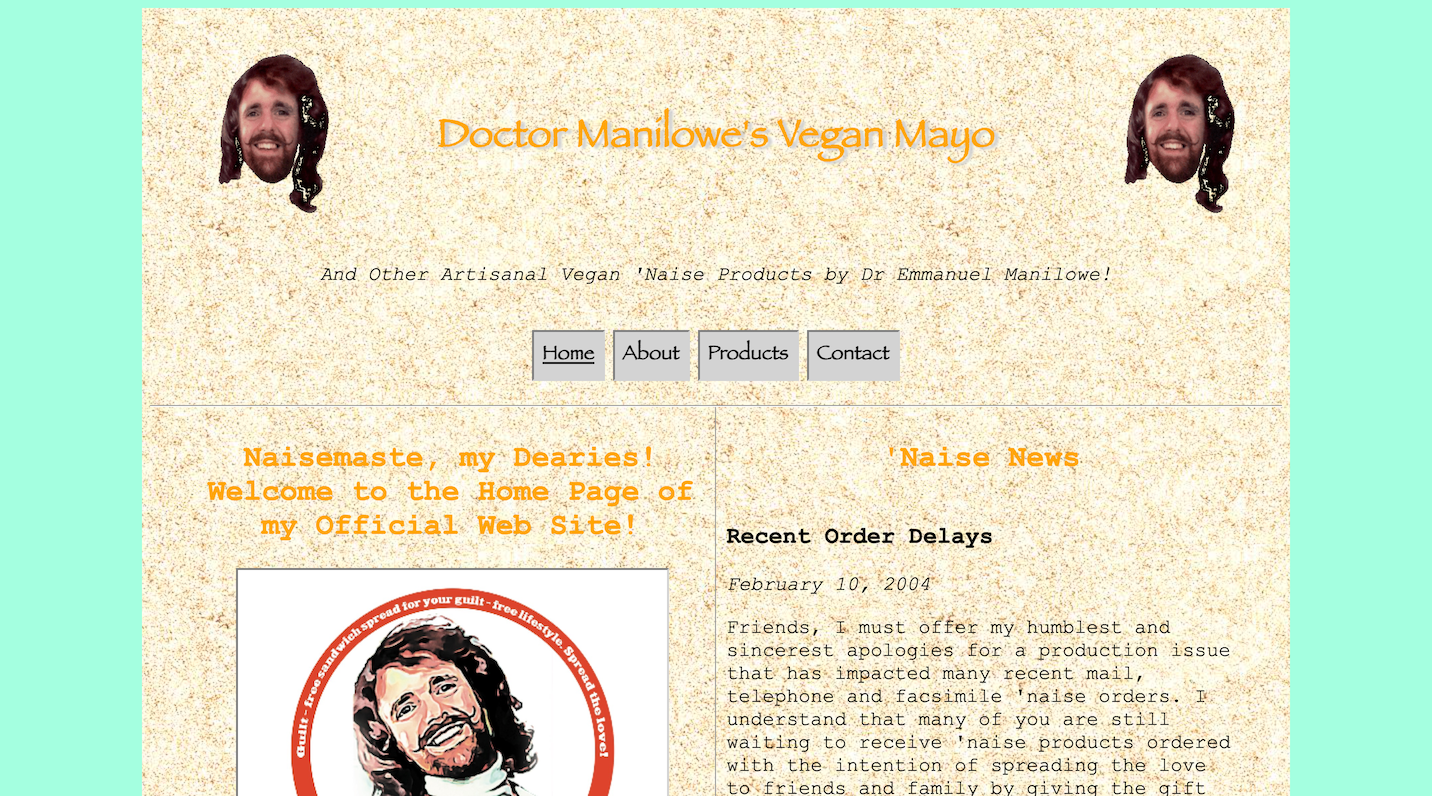 Doctor Manilowe's Vegan Mayo
And Other Artisanal Vegan 'Naise Products by Dr Emmanuel Manilowe!
Home About Products Contact
Naisemaste, my Dearies!
Welcome to the Home Page of
my Official Web Site!
Guilt - free sandwich spread for your guilt - free lifestyle. Spread the love!
'Naise News
Recent Order Delays
February 10, 2004
Friends, I must offer my humblest and
sincerest apologies for a production issue
that has impacted many recent mail,
telephone and facsimile 'naise orders. I
understand that many of you are still
waiting to receive 'naise products ordered
with the intention of spreading the love
to friends and family by giving the gift